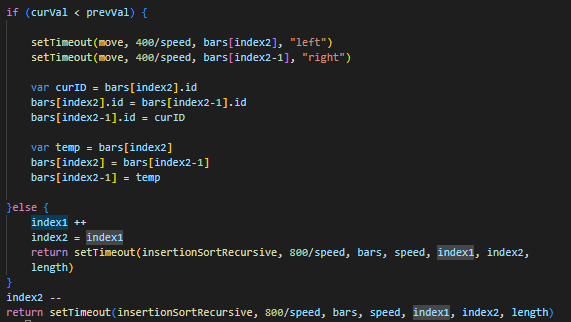 if (curVal < prevVal) {
setTimeout(move, 400/speed, bars[index2], "left")
setTimeout(move, 400/speed, bars[index2-1], "right")
var curID = bars[index2].id
bars[index2].id = bars[index2-1].id
bars[index2-1].id = curID
var temp = bars[index2]
bars[index2] = bars[index2-1]
bars[index2-1] = temp
}else {
index1 ++
index2 = index1
return setTimeout(insertionSortRecursive, 800/speed, bars, speed, index1, index2,
length)
}
index2 --
return setTimeout(insertionSortRecursive, 800/speed, bars, speed, index1, index2, length)